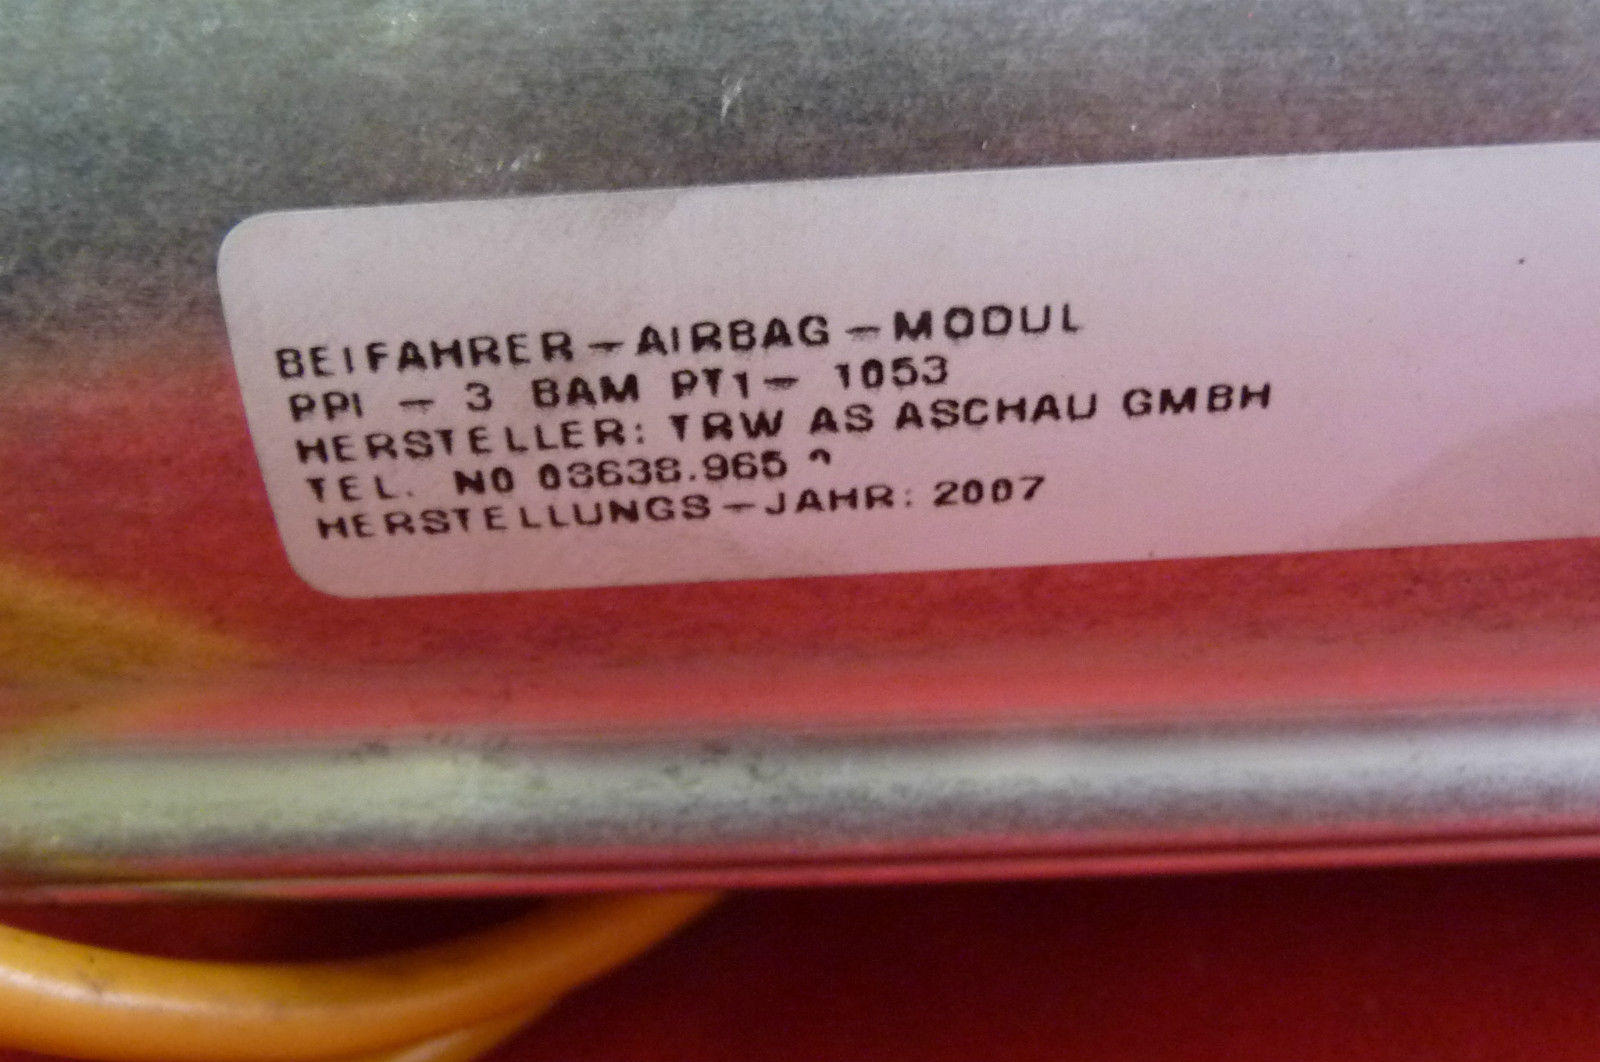 BEIFAHRER-AIRBAG-MODUL
PPI - 3 BAM PT1- 1053
HERSTELLER: TRW AS ASCHAU GMBH
TEL. NO 03638.965
HERSTELLUNGS-JAHR: 2007